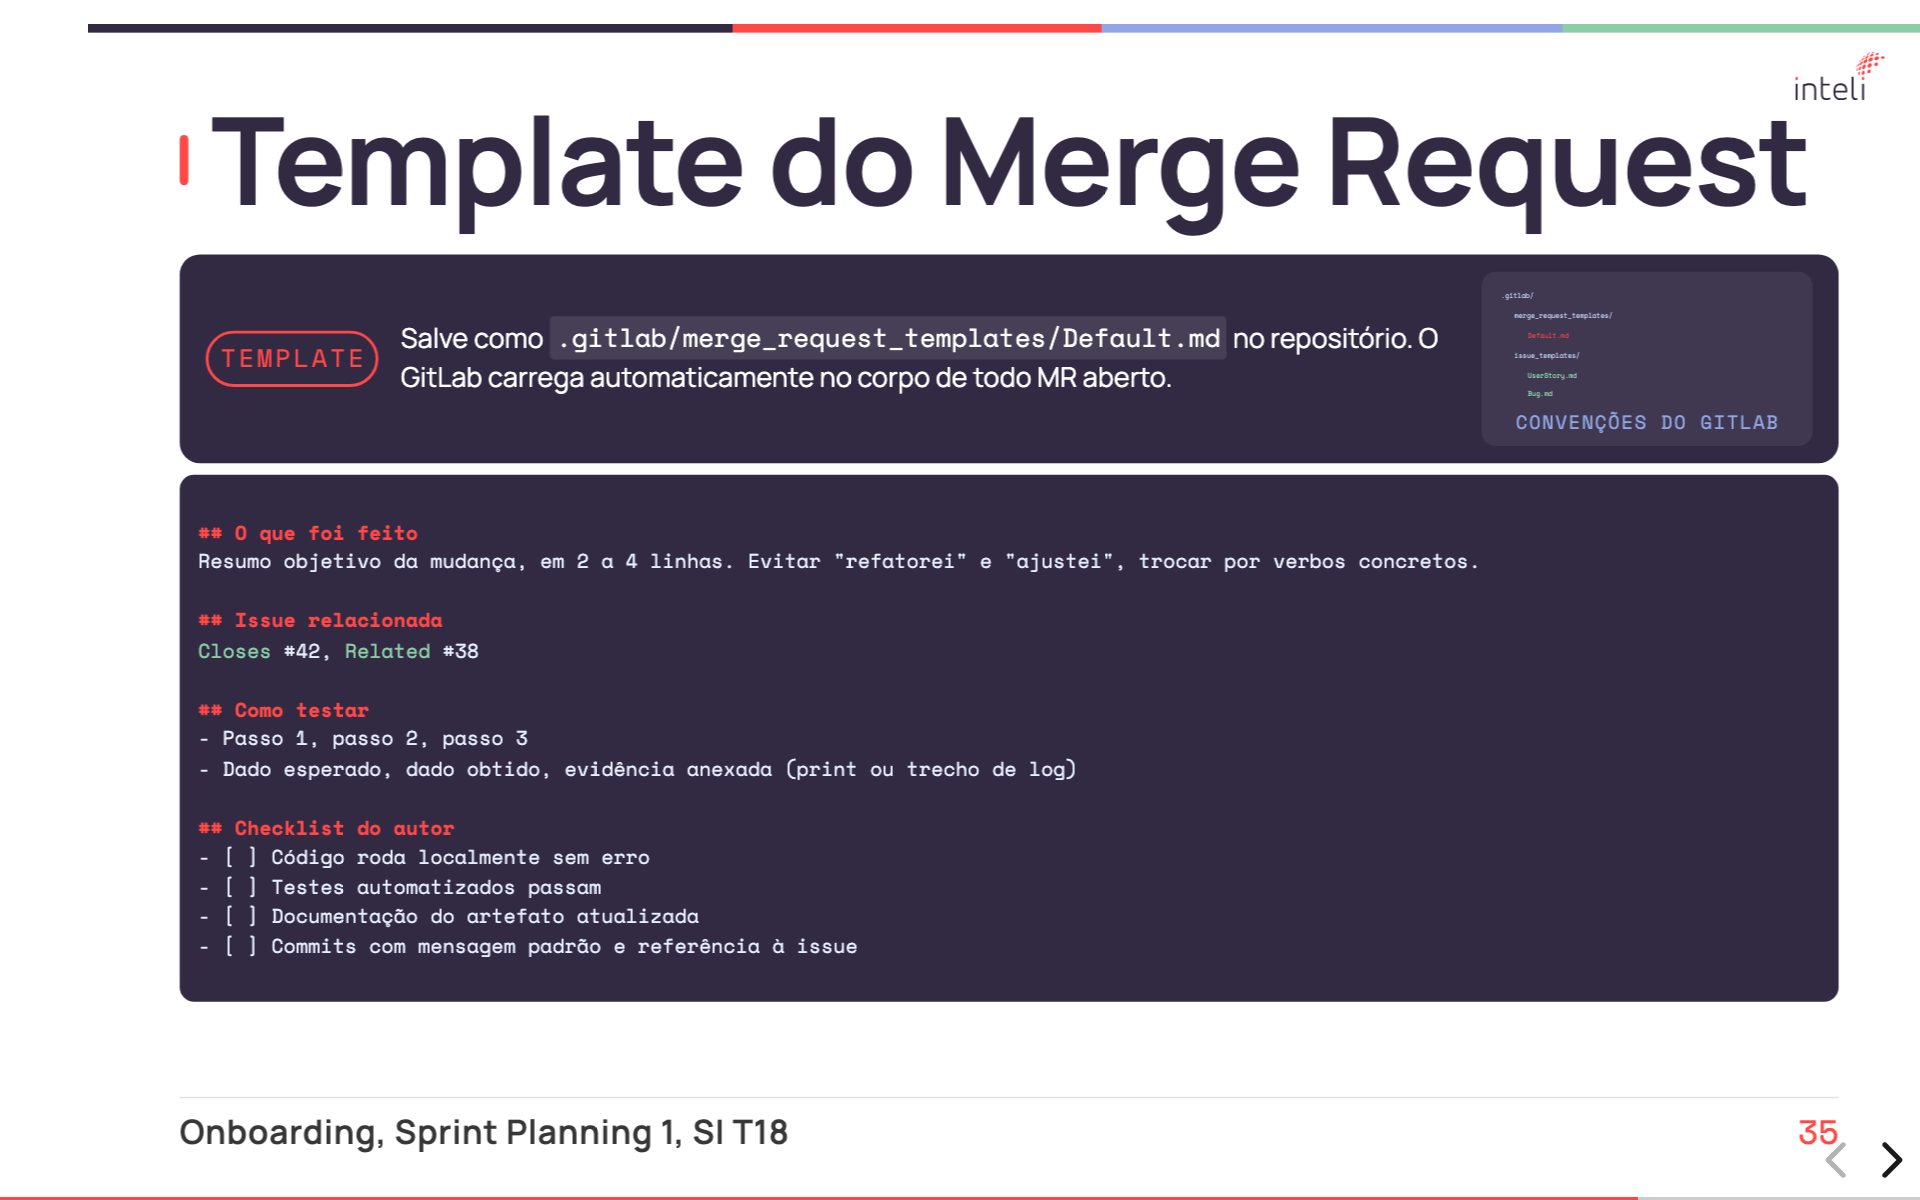 inteli
Template do Merge Request
TEMPLATE
Salve como .gitlab/merge_request_templates/Default.md no repositório. O
GitLab carrega automaticamente no corpo de todo MR aberto.
.gitlab/
merge_request_templates/
Default.md
issue_templates/
UserStory.md
Bug.md
CONVENÇÕES DO GITLAB
## O que foi feito
Resumo objetivo da mudança, em 2 a 4 linhas. Evitar "refatorei" e "ajustei", trocar por verbos concretos.
## Issue relacionada
Closes #42, Related #38
## Como testar
- Passo 1, passo 2, passo 3
- Dado esperado, dado obtido, evidência anexada (print ou trecho de log)
## Checklist do autor
- [ ] Código roda localmente sem erro
- [ ] Testes automatizados passam
- [ ] Documentação do artefato atualizada
- [ ] Commits com mensagem padrão e referência à issue
Onboarding, Sprint Planning 1, SI T18
35